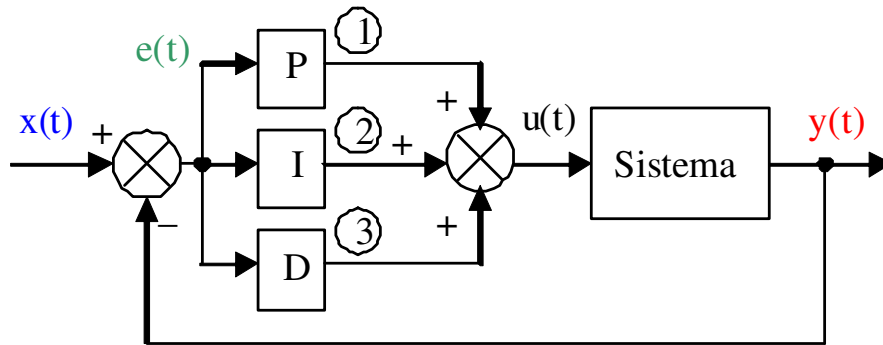 e(t)
P
1
x(t)
+
+
u(t)
y(t)
I
2
+
Sistema
−
D
3
+